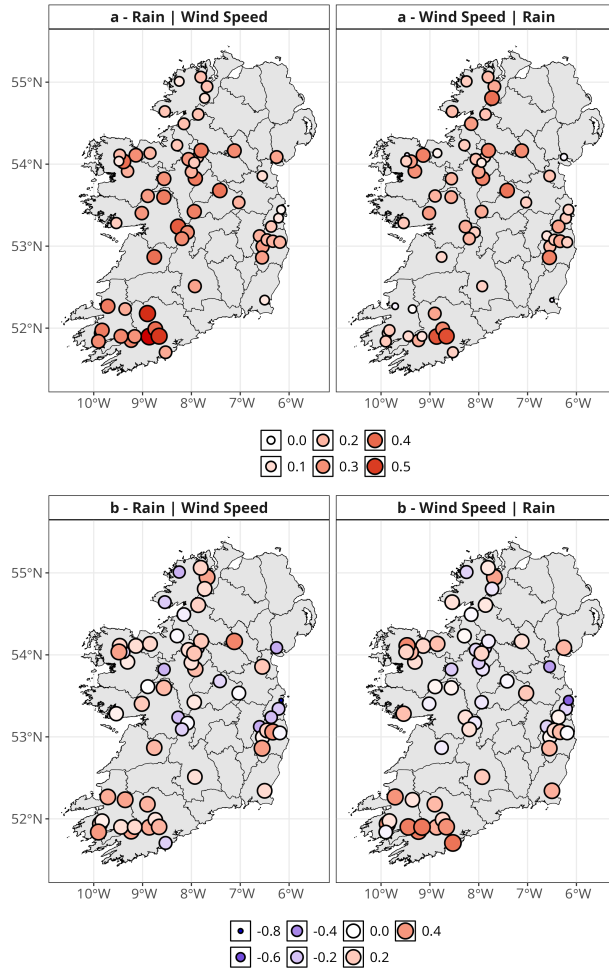 a - Rain | Wind Speed
a - Wind Speed | Rain
55°N
54°N
53°N
52°N
10°W 9°W 8°W 7°W 6°W
10°W 9°W 8°W 7°W 6°W
0.0 0.2 0.4
0.1 0.3 0.5
b - Rain | Wind Speed
b - Wind Speed | Rain
55°N
54°N
53°N
52°N
10°W 9°W 8°W 7°W 6°W
10°W 9°W 8°W 7°W 6°W
-0.8 -0.4 0.0 0.4
-0.6 -0.2 0.2